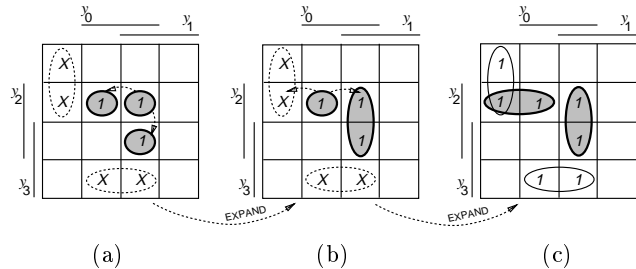 y0 y0
y1 y1 y1
X X 1
y2 X 1 1 y2 X 1 1 y2 1 1 1
1 1 1
y3 X X y3 X X y3 1 1
EXPAND EXPAND
(a) (b) (c)